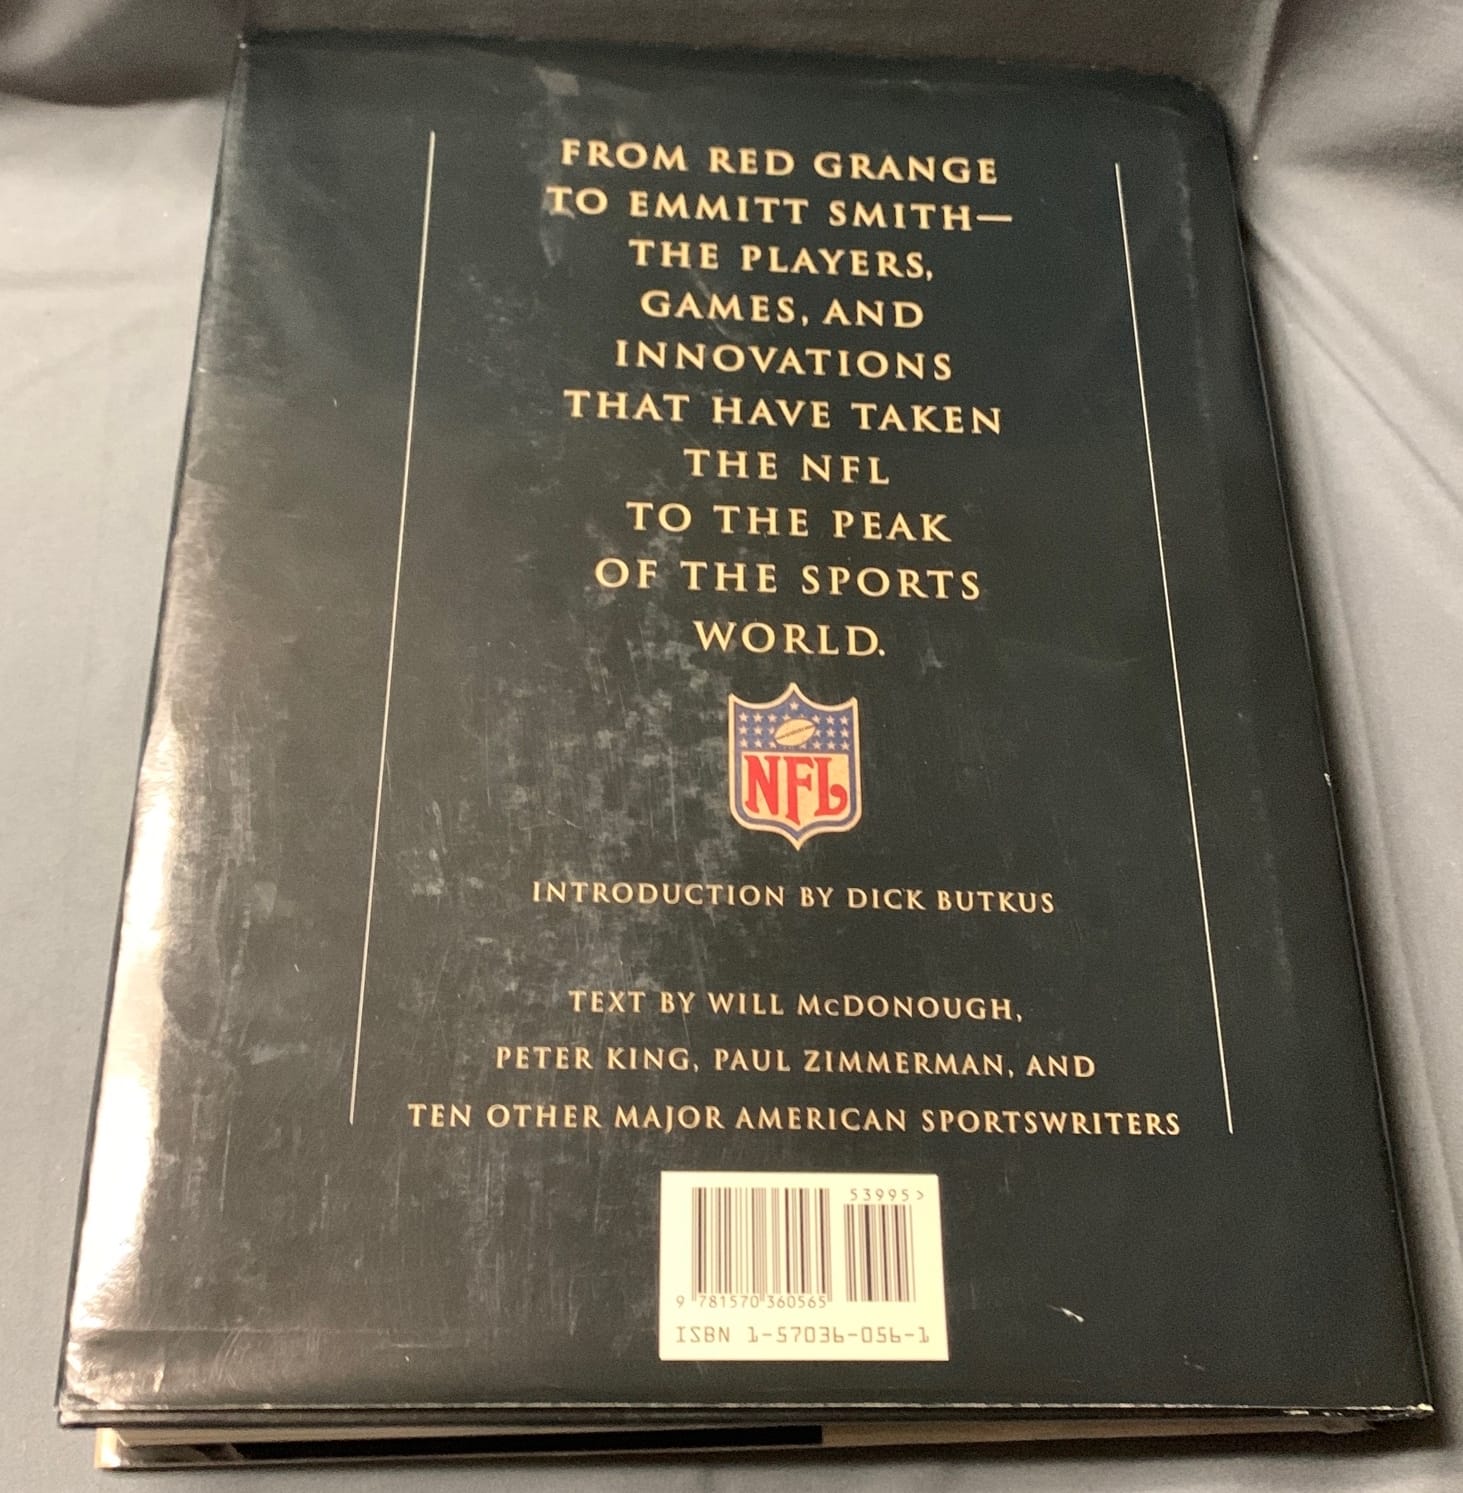 FROM RED GRANGE
TO EMMITT SMITH—
THE PLAYERS,
GAMES, AND
INNOVATIONS
THAT HAVE TAKEN
THE NFL
TO THE PEAK
OF THE SPORTS
WORLD.
NFL
INTRODUCTION BY DICK BUTKUS
TEXT BY WILL McDONOUGH,
PETER KING, PAUL ZIMMERMAN, AND
TEN OTHER MAJOR AMERICAN SPORTSWRITERS
53995>
9 781570 360565
ISBN 1-57036-056-1